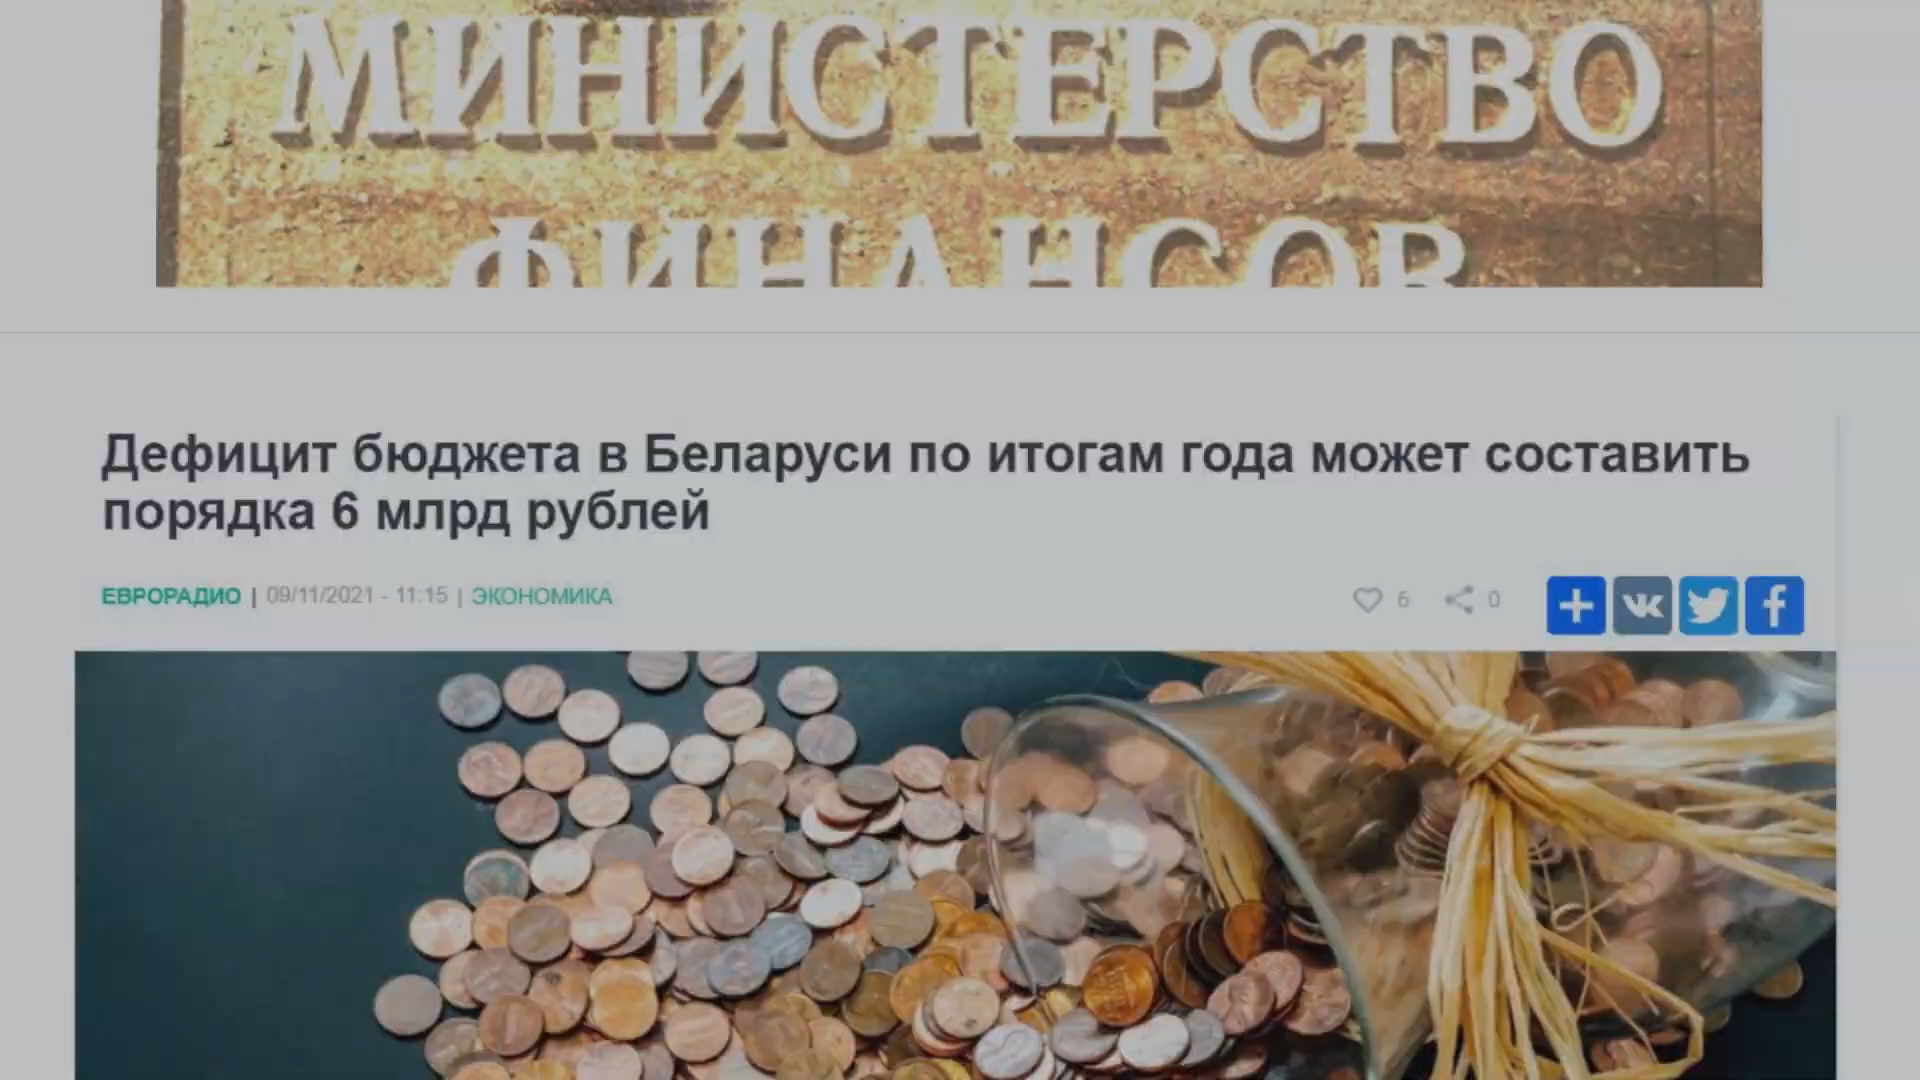 МИНИСТЕРСТВО
ФИНАНСОВ
Дефицит бюджета в Беларуси по итогам года может составить
порядка 6 млрд рублей
ЕВРОРАДИО | 09/11/2021 - 11:15 | ЭКОНОМИКА
6 0